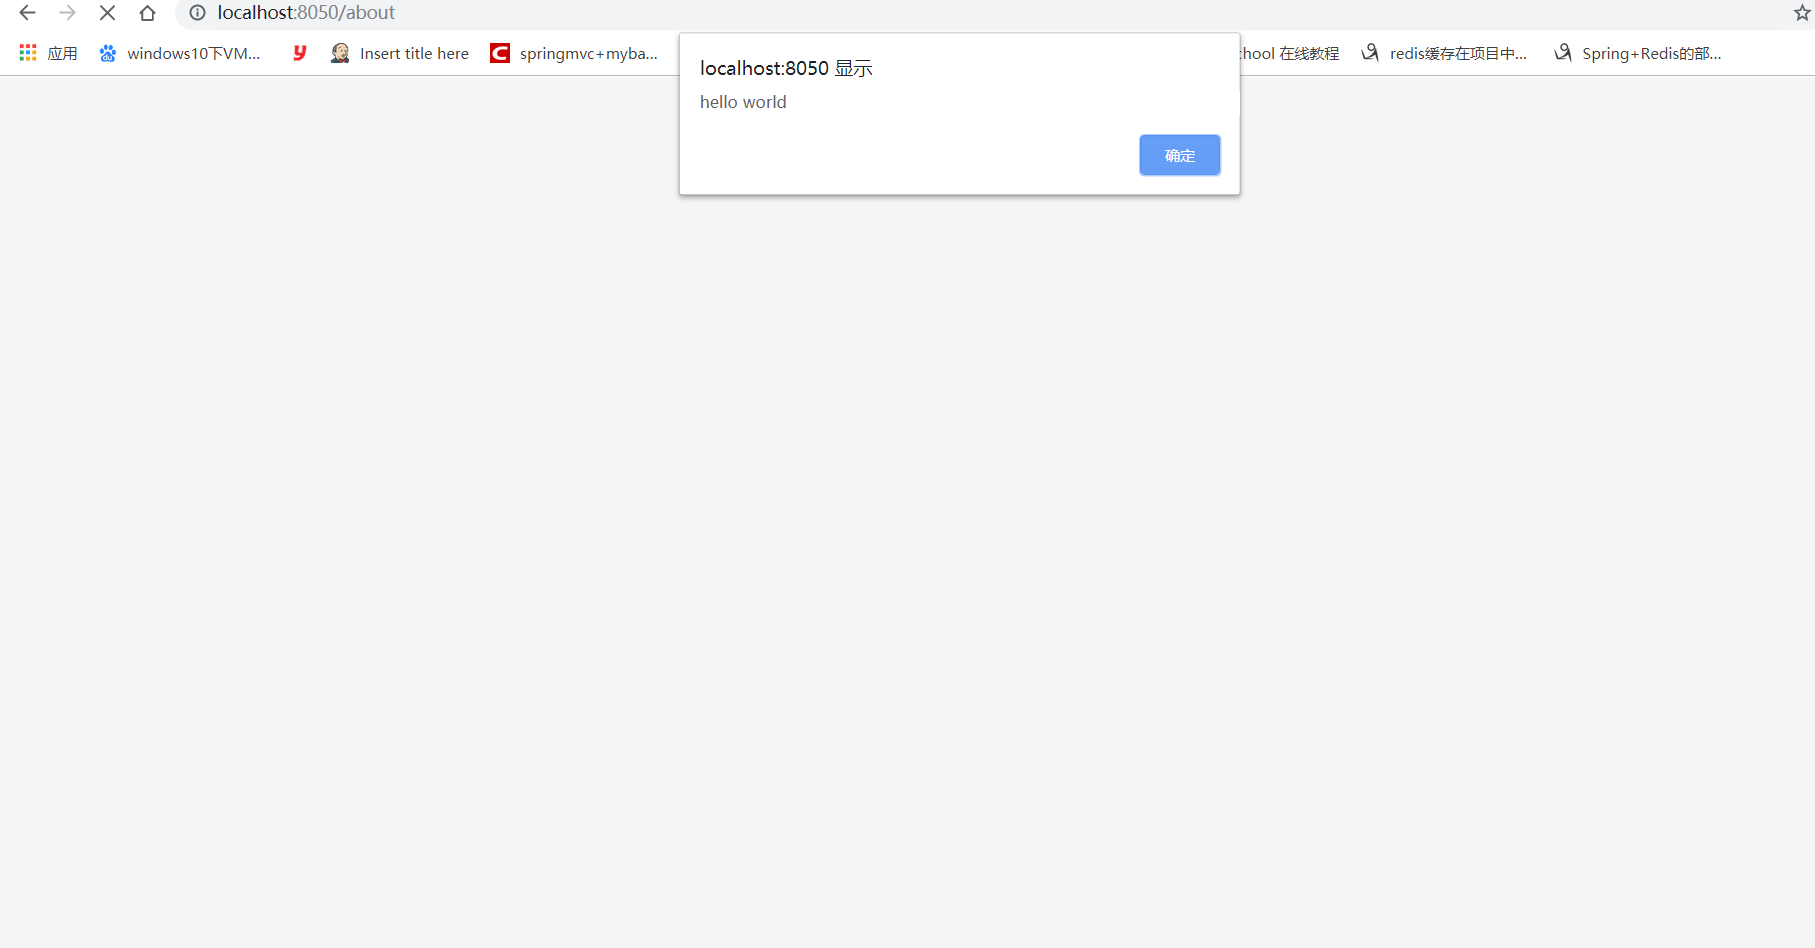 localhost:8050/about
应用 windows10下VM... Insert title here springmvc+myba... chool 在线教程 redis缓存在项目中... Spring+Redis的部...
localhost:8050 显示
hello world
确定